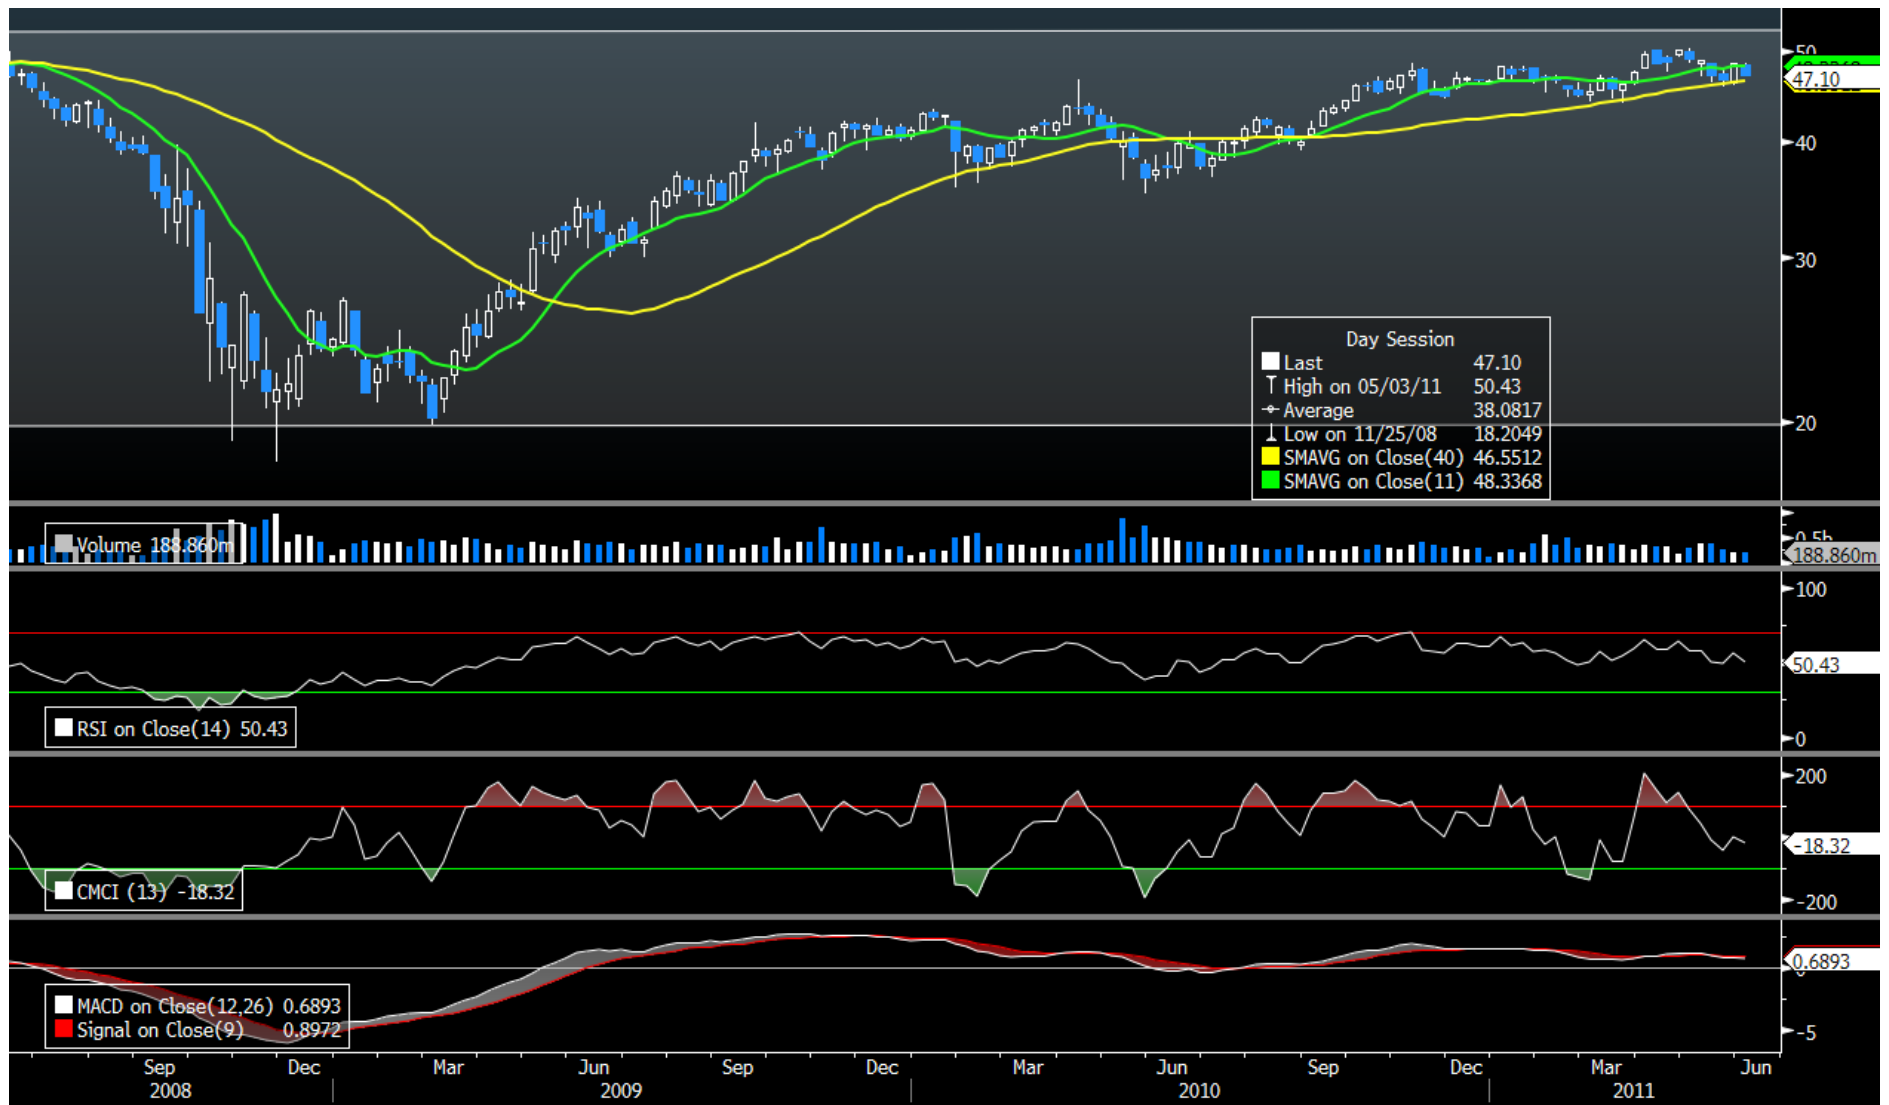 50
47.10
40
30
20
Day Session
Last 47.10
High on 05/03/11 50.43
Average 38.0817
Low on 11/25/08 18.2049
SMAVG on Close(40) 46.5512
SMAVG on Close(11) 48.3368
Volume 188.860m
0.5b
188.860m
100
50.43
0
RSI on Close(14) 50.43
200
-18.32
-200
CMCI (13) -18.32
0.6893
-5
MACD on Close(12,26) 0.6893
Signal on Close(9) 0.8972
Sep Dec Mar Jun Sep Dec Mar Jun Sep Dec Mar Jun
2008 2009 2010 2011